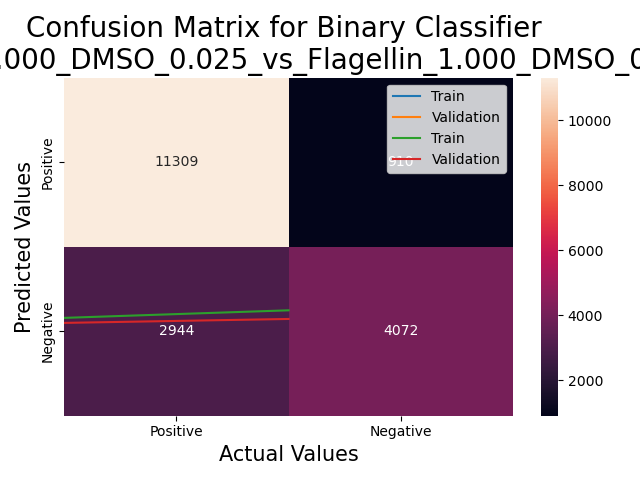 Confusion Matrix for Binary Classifier
.000_DMSO_0.025_vs_Flagellin_1.000_DMSO_0
Train
Validation
Train
Validation
Positive
11309
2944
4072
Negative
Predicted Values
Positive
Negative
Actual Values
10000
8000
6000
4000
2000